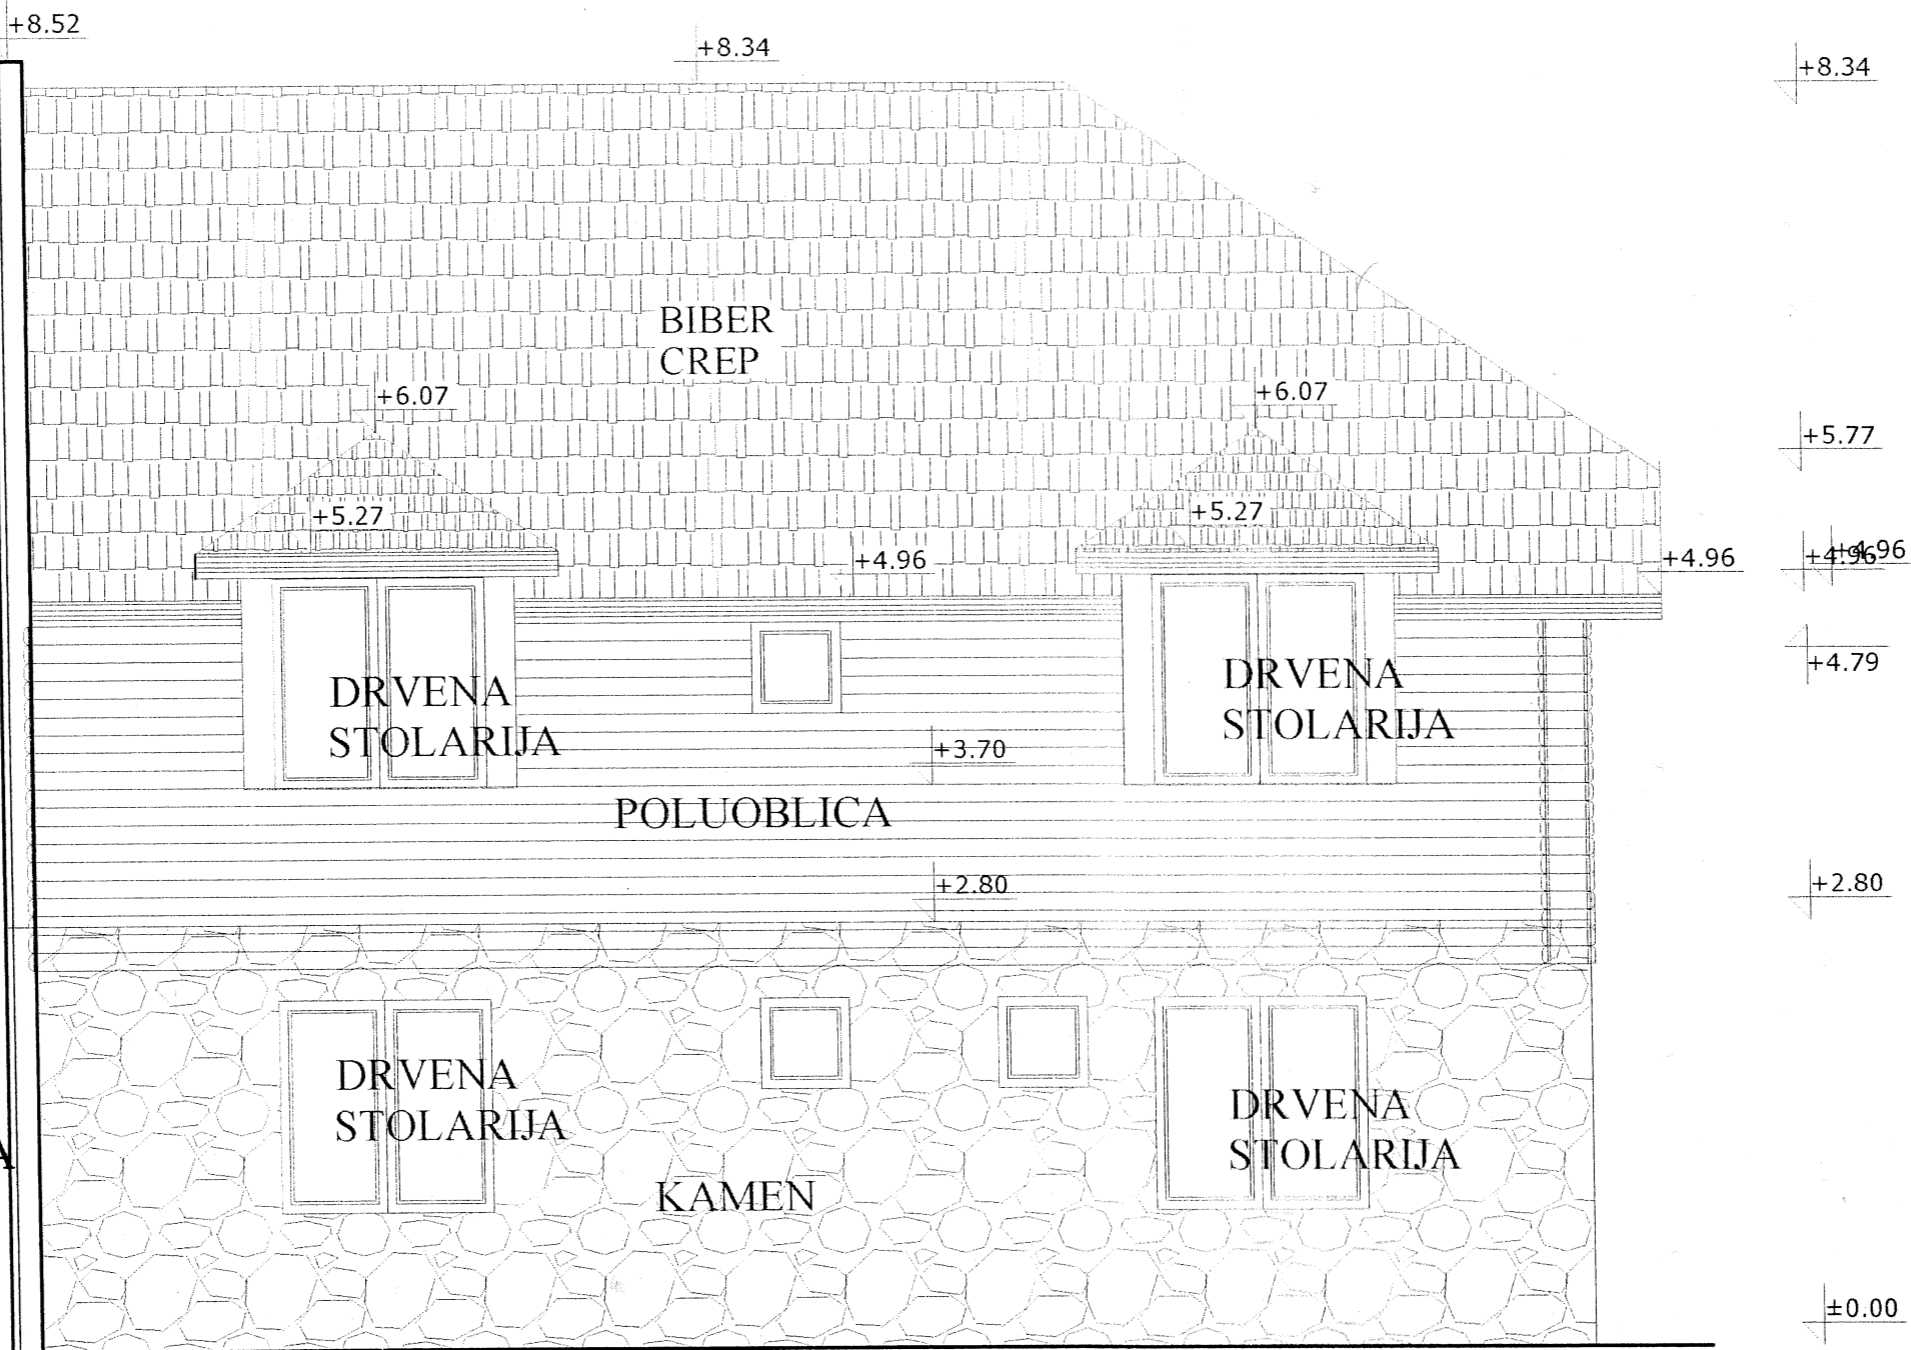 +8.52
+8.34
+8.34
BIBER
CREP
+6.07
+6.07
+5.77
+5.27
+5.27
+4.96
+4.96
+4.96
+4.96
+4.79
DRVENA
STOLARIJA
DRVENA
STOLARIJA
+3.70
POLUOBLICA
+2.80
+2.80
DRVENA
STOLARIJA
DRVENA
STOLARIJA
A
KAMEN
±0.00